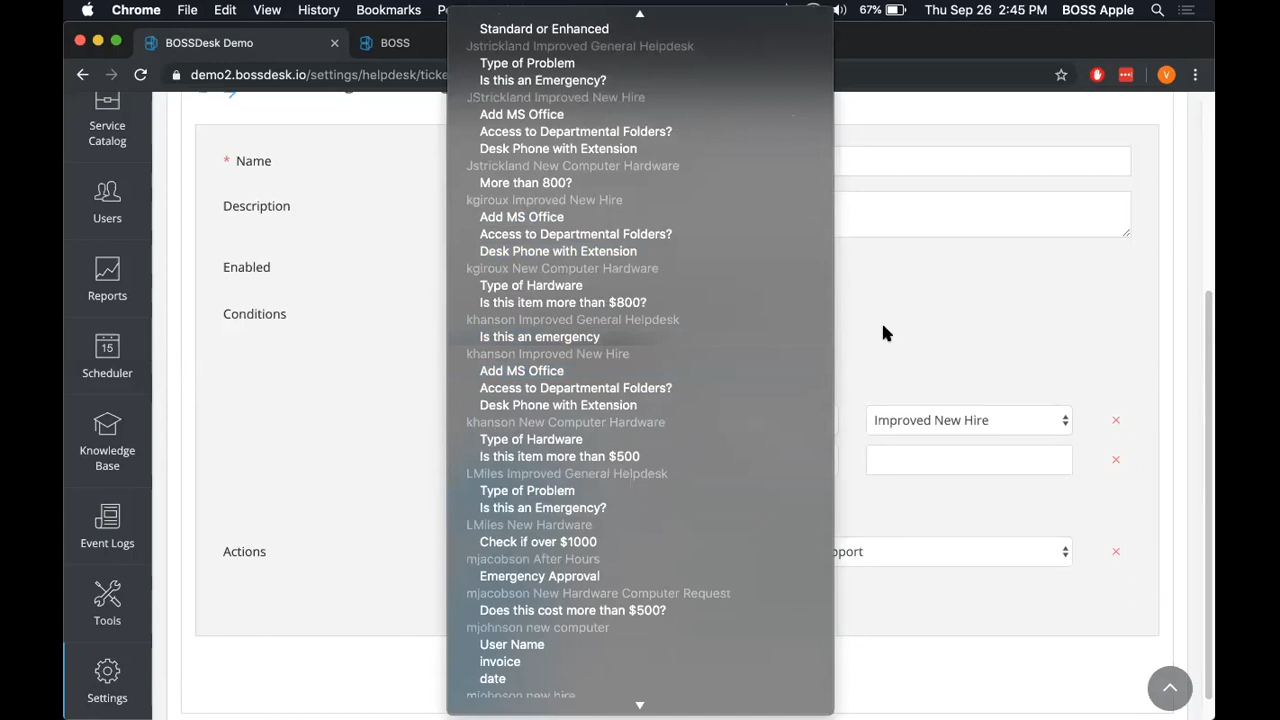 Chrome File Edit View History Bookmarks 67% Thu Sep 26 2:45 PM BOSS Apple
BOSSDesk Demo BOSS
demo2.bossdesk.io/settings/helpdesk/ticke V
Service
Catalog
Users
Reports
15
Scheduler
Knowledge
Base
Event Logs
Tools
Settings
* Name
Description
Enabled
Conditions
Actions
Standard or Enhanced
Jstrickland Improved General Helpdesk
Type of Problem
Is this an Emergency?
JStrickland Improved New Hire
Add MS Office
Access to Departmental Folders?
Desk Phone with Extension
Jstrickland New Computer Hardware
More than 800?
kgiroux Improved New Hire
Add MS Office
Access to Departmental Folders?
Desk Phone with Extension
kgiroux New Computer Hardware
Type of Hardware
Is this item more than $800?
khanson Improved General Helpdesk
Is this an emergency
khanson Improved New Hire
Add MS Office
Access to Departmental Folders?
Desk Phone with Extension
khanson New Computer Hardware
Type of Hardware
Is this item more than $500
LMiles Improved General Helpdesk
Type of Problem
Is this an Emergency?
LMiles New Hardware
Check if over $1000
mjacobson After Hours
Emergency Approval
mjacobson New Hardware Computer Request
Does this cost more than $500?
mjohnson new computer
User Name
invoice
date
mjohnson new hire
Improved New Hire
pport